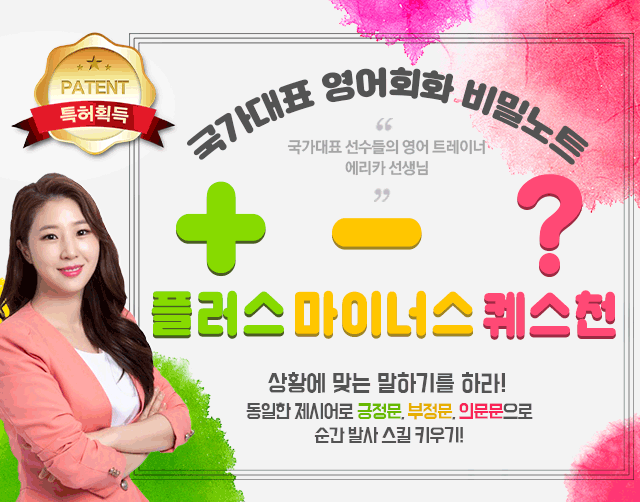 PATENT
특허획득
국가대표 영어회화 비밀노트
“
국가대표 선수들의 영어 트레이너
에리카 선생님
”
+ − ?
플러스 마이너스 퀘스천
상황에 맞는 말하기를 하라!
동일한 제시어로 긍정문, 부정문, 의문문으로
순간 발사 스킬 키우기!